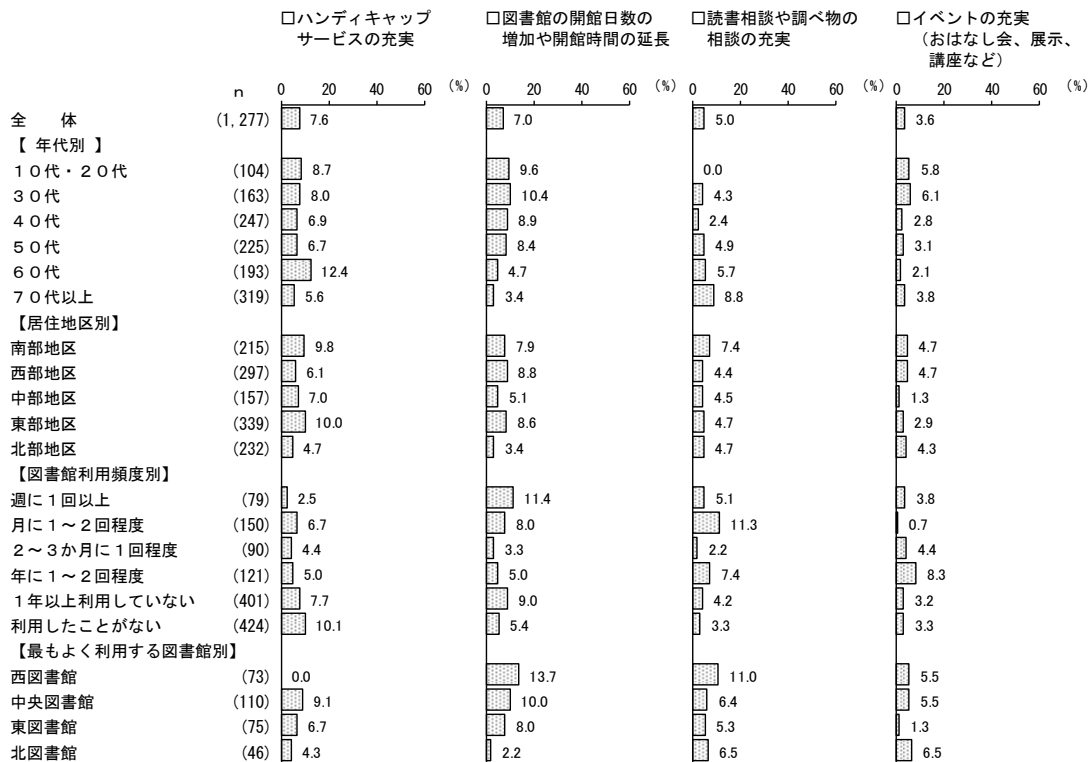 □ハンディキャップ
サービスの充実
□図書館の開館日数の
増加や開館時間の延長
□読書相談や調べ物の
相談の充実
□イベントの充実
（おはなし会、展示、
講座など）
n 0 20 40 60 (%) 0 20 40 60 (%) 0 20 40 60 (%) 0 20 40 60 (%)
全　体 (1,277) 7.6 7.0 5.0 3.6
【 年代別 】
１０代・２０代 (104) 8.7 9.6 0.0 5.8
３０代 (163) 8.0 10.4 4.3 6.1
４０代 (247) 6.9 8.9 2.4 2.8
５０代 (225) 6.7 8.4 4.9 3.1
６０代 (193) 12.4 4.7 5.7 2.1
７０代以上 (319) 5.6 3.4 8.8 3.8
【居住地区別】
南部地区 (215) 9.8 7.9 7.4 4.7
西部地区 (297) 6.1 8.8 4.4 4.7
中部地区 (157) 7.0 5.1 4.5 1.3
東部地区 (339) 10.0 8.6 4.7 2.9
北部地区 (232) 4.7 3.4 4.7 4.3
【図書館利用頻度別】
週に１回以上 (79) 2.5 11.4 5.1 3.8
月に１～２回程度 (150) 6.7 8.0 11.3 0.7
２～３か月に１回程度 (90) 4.4 3.3 2.2 4.4
年に１～２回程度 (121) 5.0 5.0 7.4 8.3
１年以上利用していない (401) 7.7 9.0 4.2 3.2
利用したことがない (424) 10.1 5.4 3.3 3.3
【最もよく利用する図書館別】
西図書館 (73) 0.0 13.7 11.0 5.5
中央図書館 (110) 9.1 10.0 6.4 5.5
東図書館 (75) 6.7 8.0 5.3 1.3
北図書館 (46) 4.3 2.2 6.5 6.5